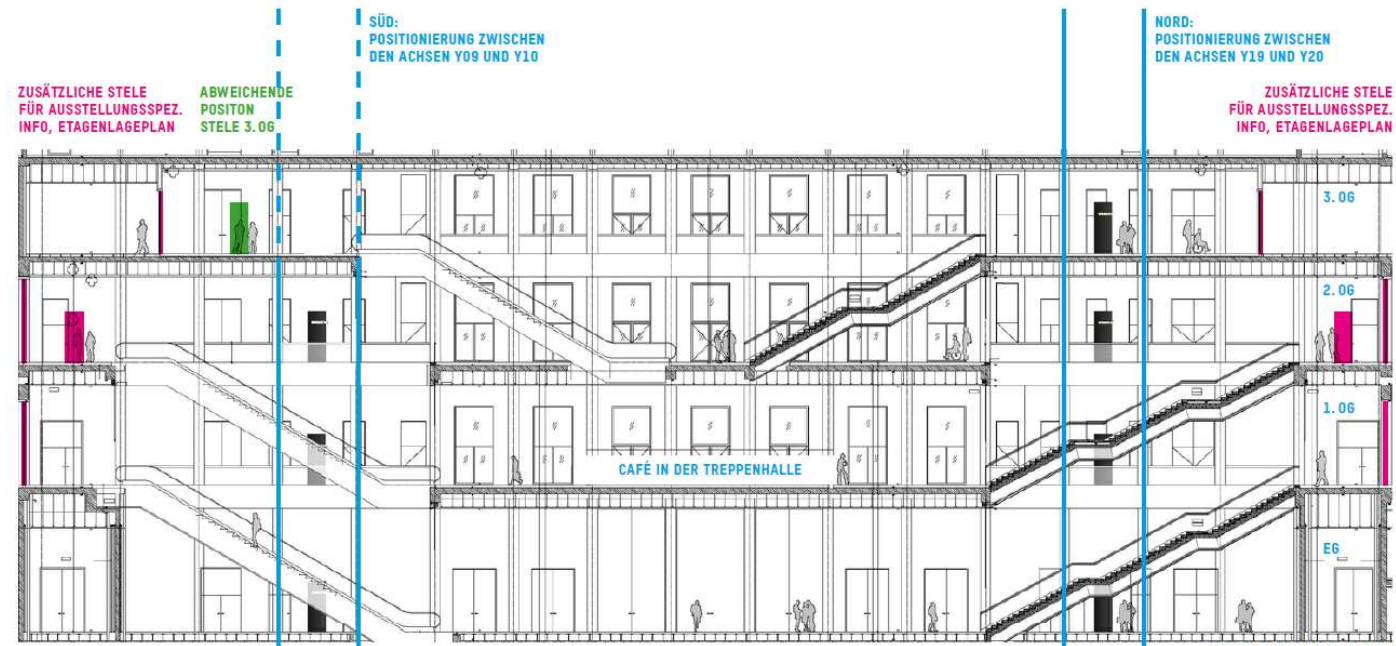 SÜD:
POSITIONIERUNG ZWISCHEN
DEN ACHSEN Y09 UND Y10
NORD:
POSITIONIERUNG ZWISCHEN
DEN ACHSEN Y19 UND Y20
ZUSÄTZLICHE STELE
FÜR AUSSTELLUNGSSPEZ.
INFO, ETAGENLAGEPLAN
ABWEICHENDE
POSITON
STELE 3.OG
ZUSÄTZLICHE STELE
FÜR AUSSTELLUNGSSPEZ.
INFO, ETAGENLAGEPLAN
3.OG
2.OG
1.OG
CAFÉ IN DER TREPPENHALLE
EG